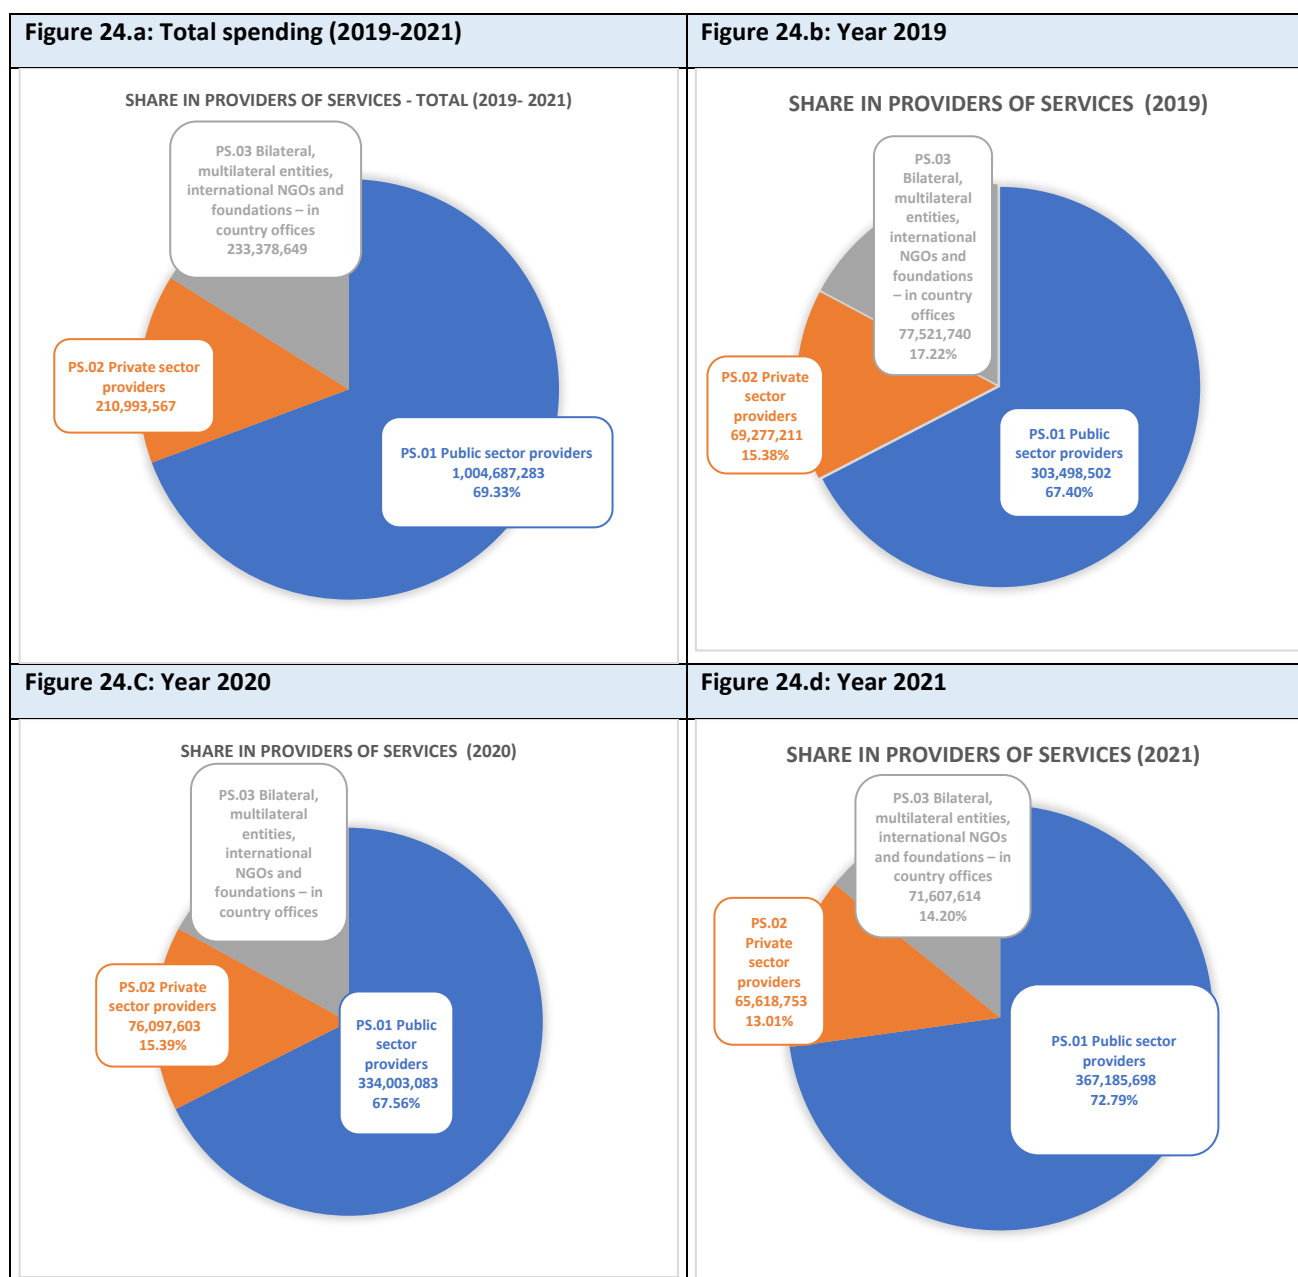 Figure 24.a: Total spending (2019-2021)
Figure 24.b: Year 2019
SHARE IN PROVIDERS OF SERVICES - TOTAL (2019- 2021)
PS.03 Bilateral,
multilateral entities,
international NGOs and
foundations – in
country offices
233,378,649
PS.02 Private sector
providers
210,993,567
PS.01 Public sector providers
1,004,687,283
69.33%
SHARE IN PROVIDERS OF SERVICES (2019)
PS.03
Bilateral,
multilateral
entities,
international
NGOs and
foundations
– in country
offices
77,521,740
17.22%
PS.02 Private
sector
providers
69,277,211
15.38%
PS.01 Public
sector providers
303,498,502
67.40%
Figure 24.C: Year 2020
Figure 24.d: Year 2021
SHARE IN PROVIDERS OF SERVICES (2020)
PS.03 Bilateral,
multilateral
entities,
international
NGOs and
foundations – in
country offices
PS.02 Private
sector providers
76,097,603
15.39%
PS.01 Public
sector
providers
334,003,083
67.56%
SHARE IN PROVIDERS OF SERVICES (2021)
PS.03 Bilateral,
multilateral entities,
international NGOs
and foundations – in
country offices
71,607,614
14.20%
PS.02
Private
sector
providers
65,618,753
13.01%
PS.01 Public sector
providers
367,185,698
72.79%